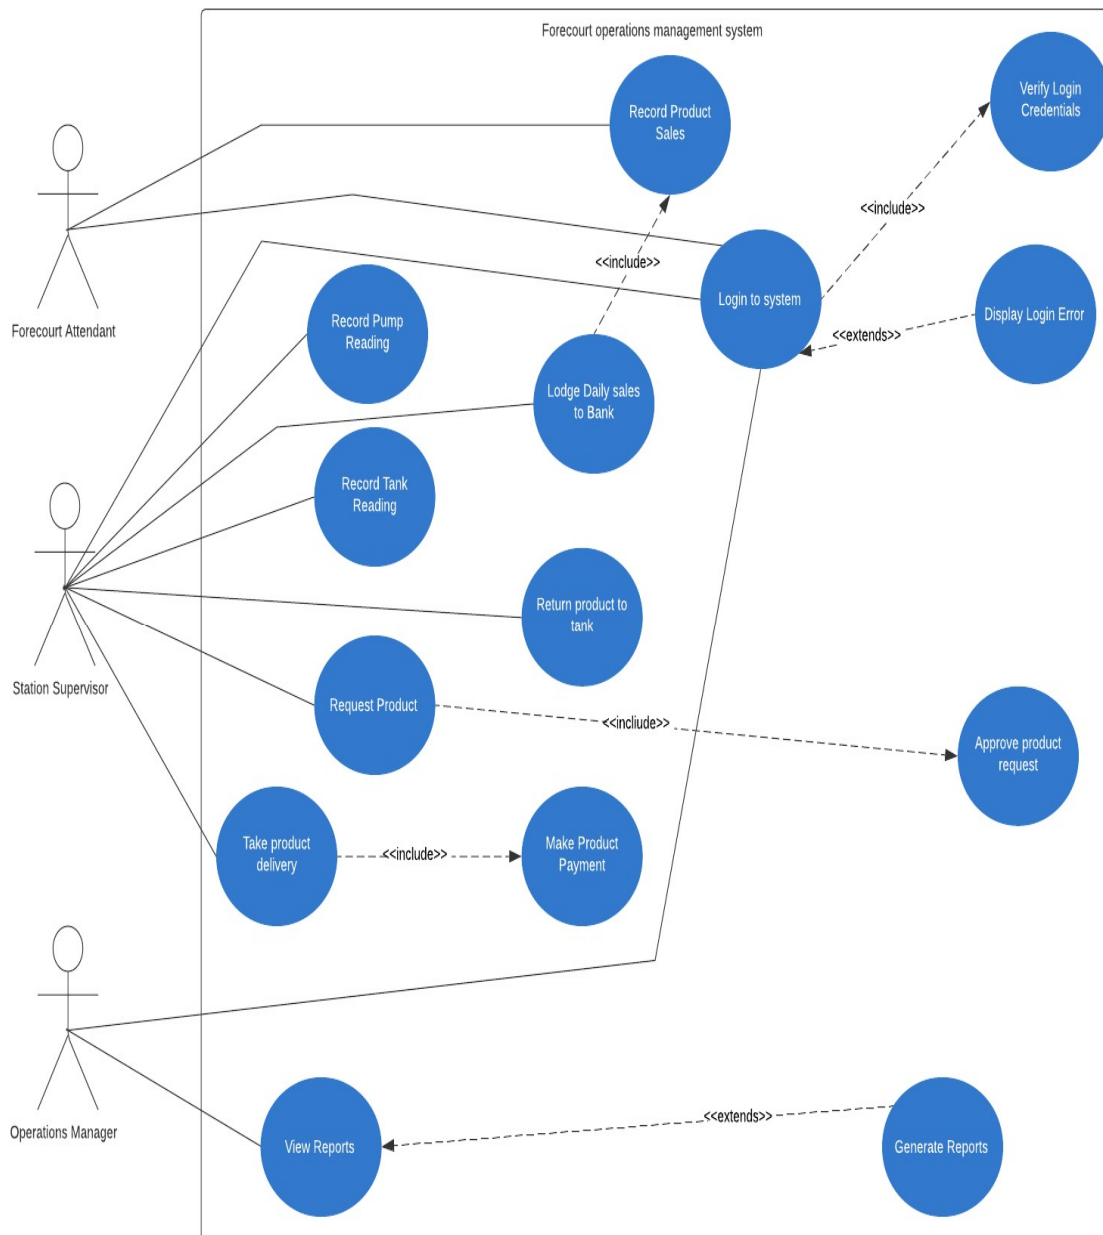 Forecourt operations management system
Verify Login
Credentials
Record Product
Sales
<<include>>
<<include>>
Login to system
Display Login Error
<<extends>>
Forecourt Attendant
Record Pump
Reading
Lodge Daily sales
to Bank
Record Tank
Reading
Return product to
tank
Station Supervisor
Request Product
<<incliude>>
Approve product
request
Take product
delivery
<<include>>
Make Product
Payment
Operations Manager
View Reports
<<extends>>
Generate Reports